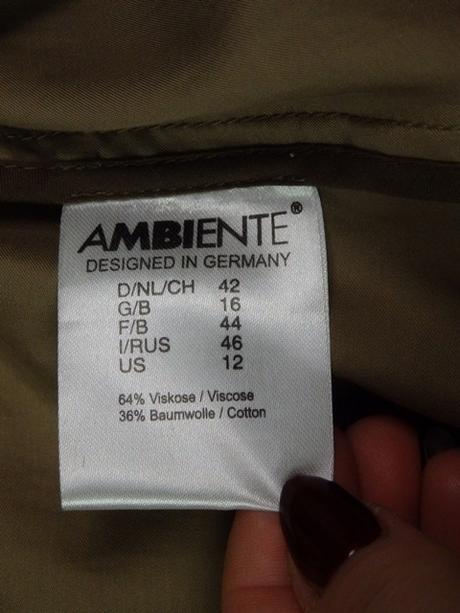 AMBIENTE®
DESIGNED IN GERMANY
D/NL/CH 42
G/B 16
F/B 44
I/RUS 46
US 12
64% Viskose / Viscose
36% Baumwolle / Cotton